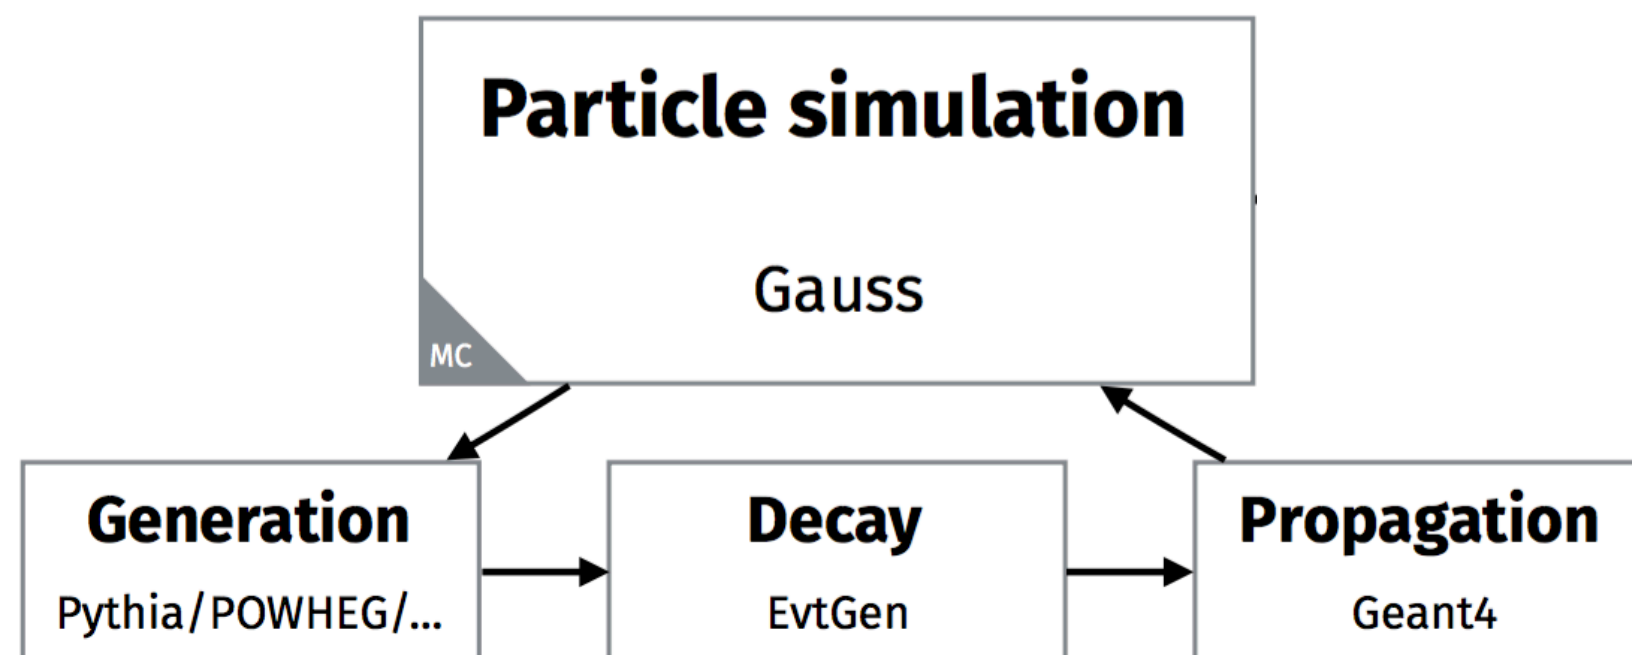 Particle simulation
Gauss
MC
Generation
Pythia/POWHEG/...
Decay
EvtGen
Propagation
Geant4